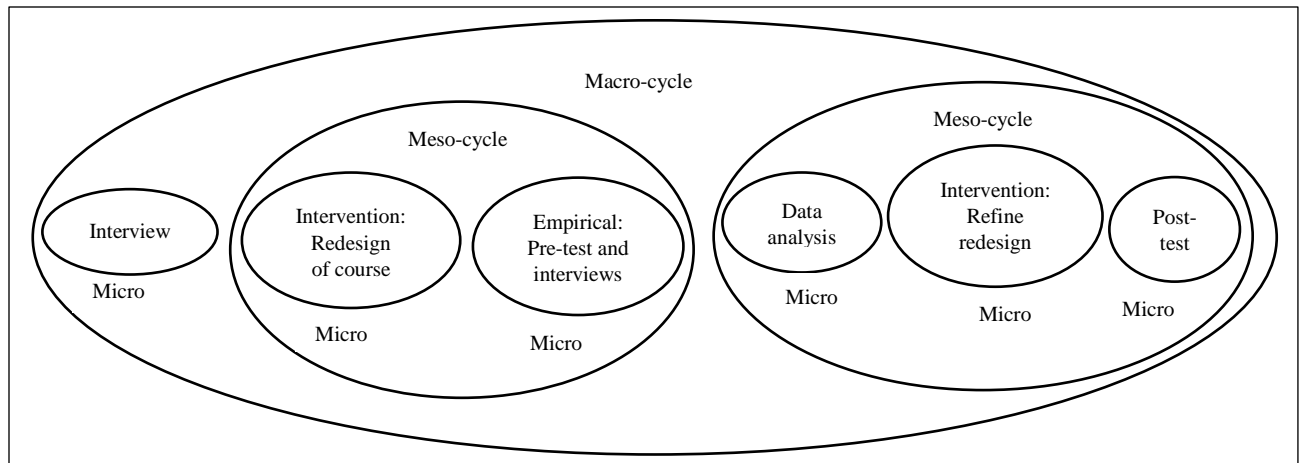 Macro-cycle
Meso-cycle
Interview
Micro
Intervention:
Redesign
of course
Micro
Empirical:
Pre-test and
interviews
Micro
Meso-cycle
Data
analysis
Micro
Intervention:
Refine
redesign
Micro
Post-
test
Micro